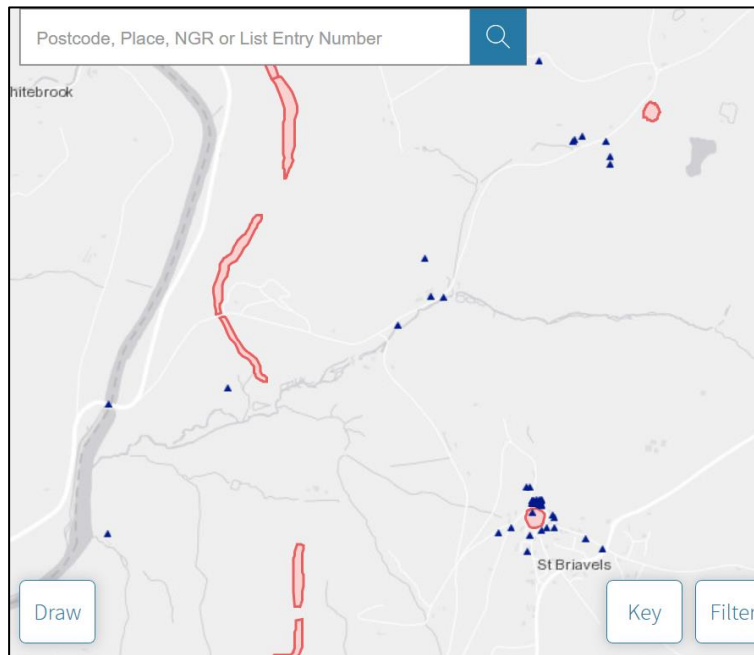 Postcode, Place, NGR or List Entry Number
hitebrook
St Briavels
Draw
Key
Filter